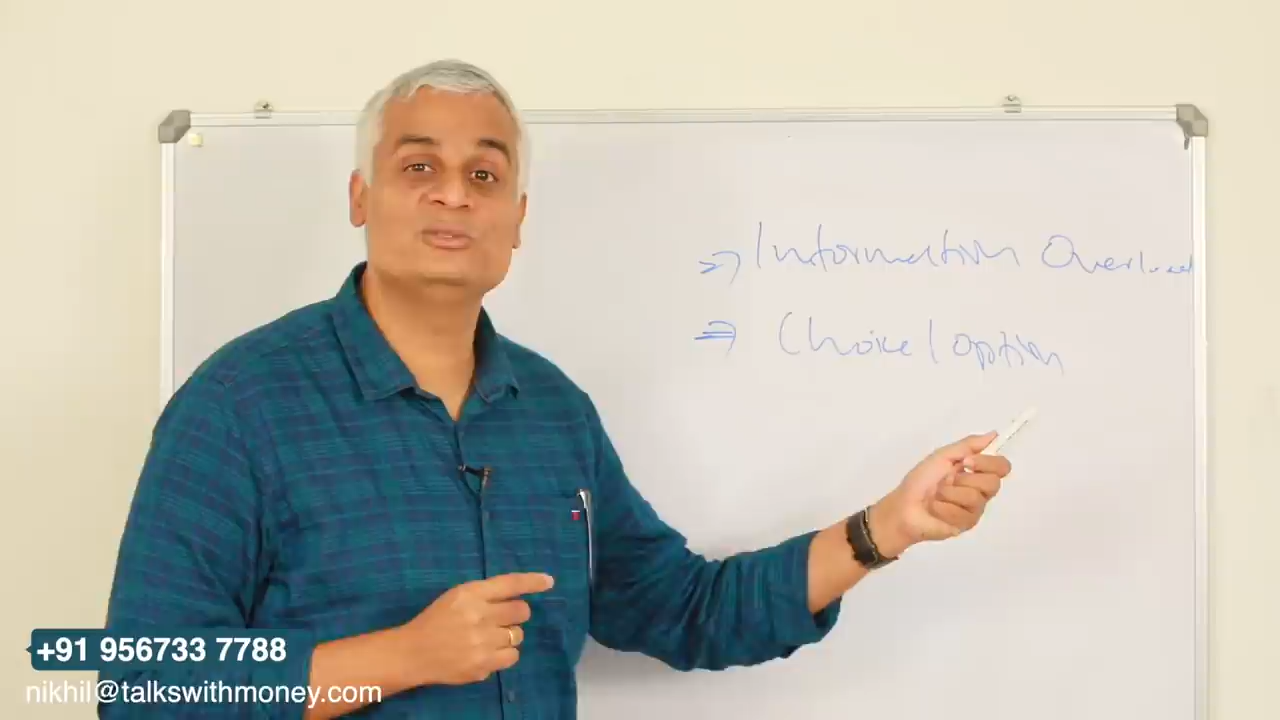 => Information Overload
=> Choice/option
+91 956733 7788
nikhil@talkswithmoney.com